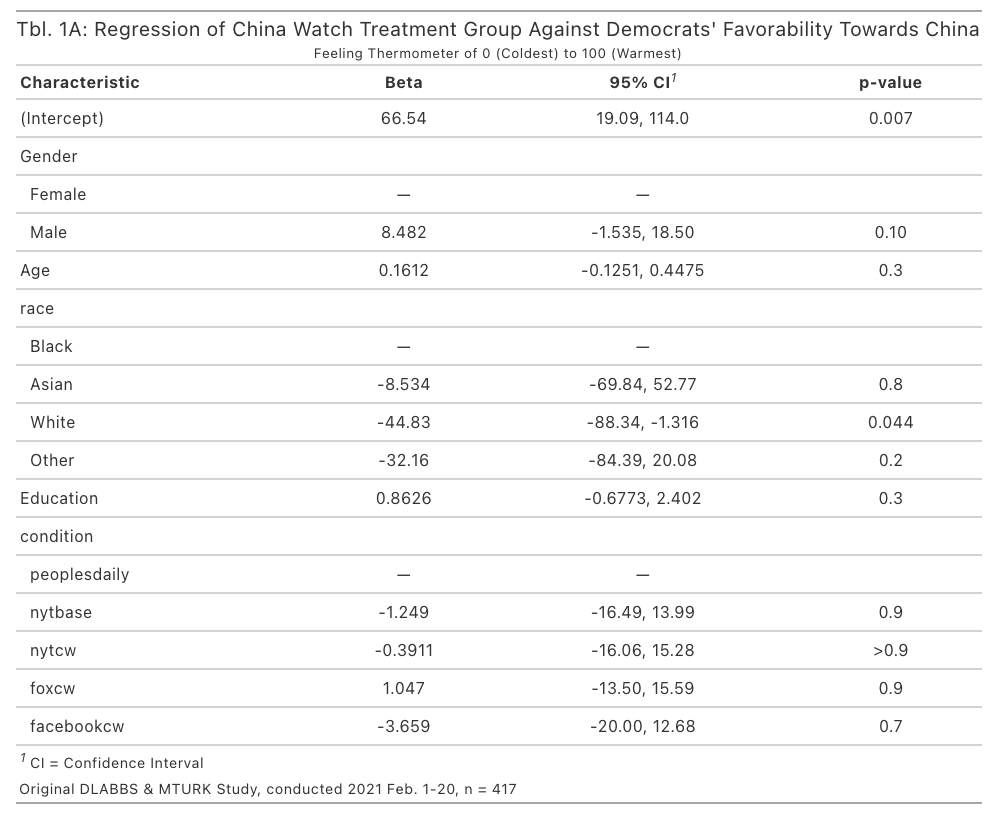 Tbl. 1A: Regression of China Watch Treatment Group Against Democrats' Favorability Towards China
Feeling Thermometer of 0 (Coldest) to 100 (Warmest)
Characteristic Beta 95% CI1 p-value
(Intercept) 66.54 19.09, 114.0 0.007
Gender
Female — —
Male 8.482 -1.535, 18.50 0.10
Age 0.1612 -0.1251, 0.4475 0.3
race
Black — —
Asian -8.534 -69.84, 52.77 0.8
White -44.83 -88.34, -1.316 0.044
Other -32.16 -84.39, 20.08 0.2
Education 0.8626 -0.6773, 2.402 0.3
condition
peoplesdaily — —
nytbase -1.249 -16.49, 13.99 0.9
nytcw -0.3911 -16.06, 15.28 >0.9
foxcw 1.047 -13.50, 15.59 0.9
facebookcw -3.659 -20.00, 12.68 0.7
1 CI = Confidence Interval
Original DLABBS & MTURK Study, conducted 2021 Feb. 1-20, n = 417